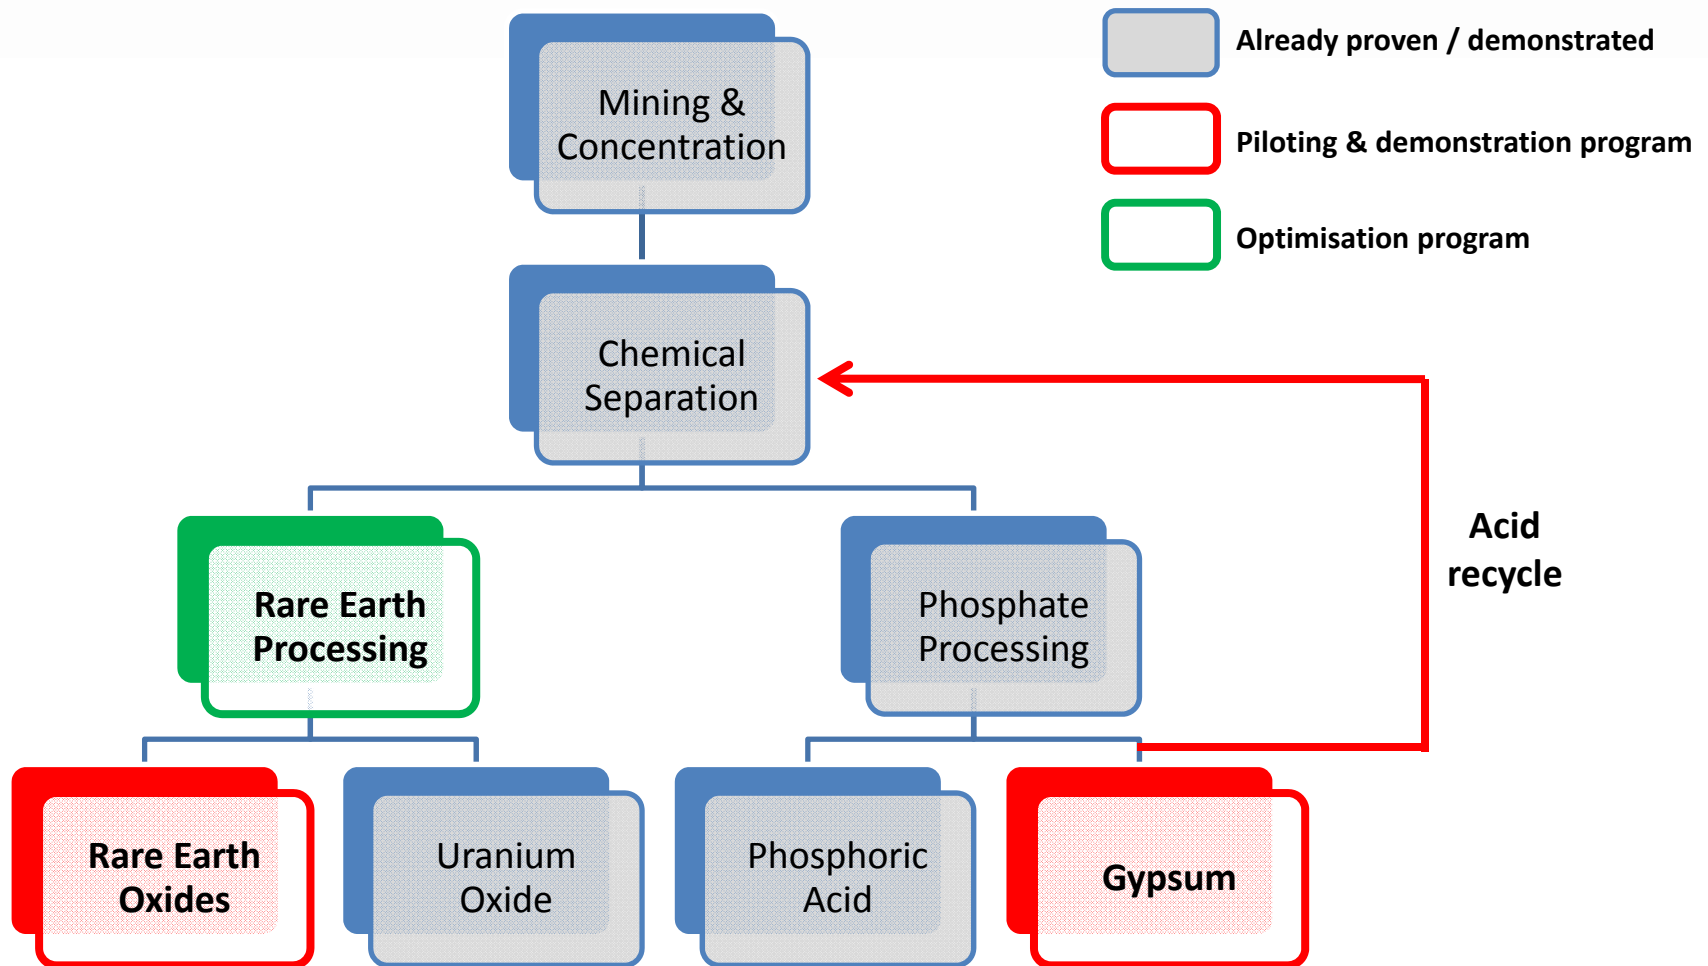 Mining &
Concentration
Already proven / demonstrated
Piloting & demonstration program
Optimisation program
Chemical
Separation
Acid
recycle
Rare Earth
Processing
Phosphate
Processing
Rare Earth
Oxides
Uranium
Oxide
Phosphoric
Acid
Gypsum